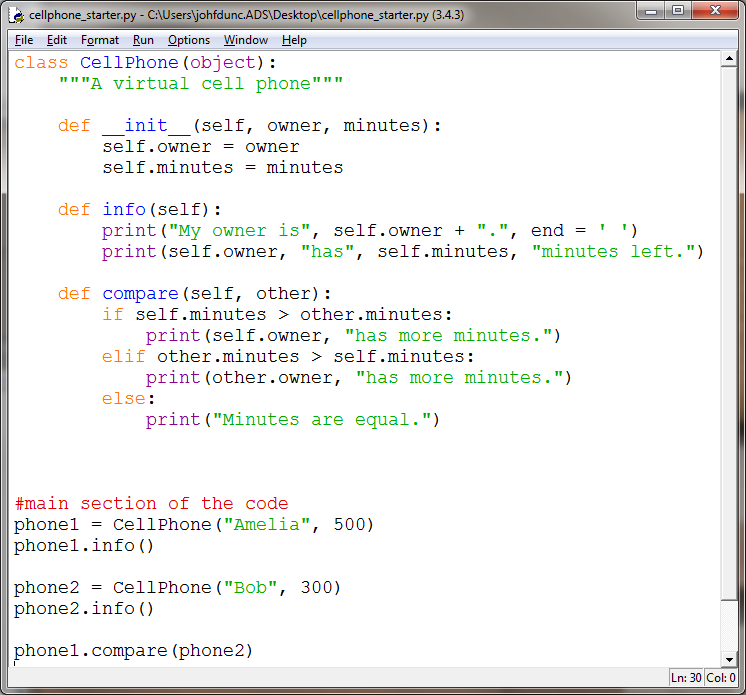 cellphone_starter.py - C:\Users\johfdunc.ADS\Desktop\cellphone_starter.py (3.4.3)
File Edit Format Run Options Window Help
class CellPhone(object):
    """A virtual cell phone"""

    def __init__(self, owner, minutes):
        self.owner = owner
        self.minutes = minutes

    def info(self):
        print("My owner is", self.owner + ".", end = ' ')
        print(self.owner, "has", self.minutes, "minutes left.")

    def compare(self, other):
        if self.minutes > other.minutes:
            print(self.owner, "has more minutes.")
        elif other.minutes > self.minutes:
            print(other.owner, "has more minutes.")
        else:
            print("Minutes are equal.")

#main section of the code
phone1 = CellPhone("Amelia", 500)
phone1.info()

phone2 = CellPhone("Bob", 300)
phone2.info()

phone1.compare(phone2)
Ln: 30 Col: 0